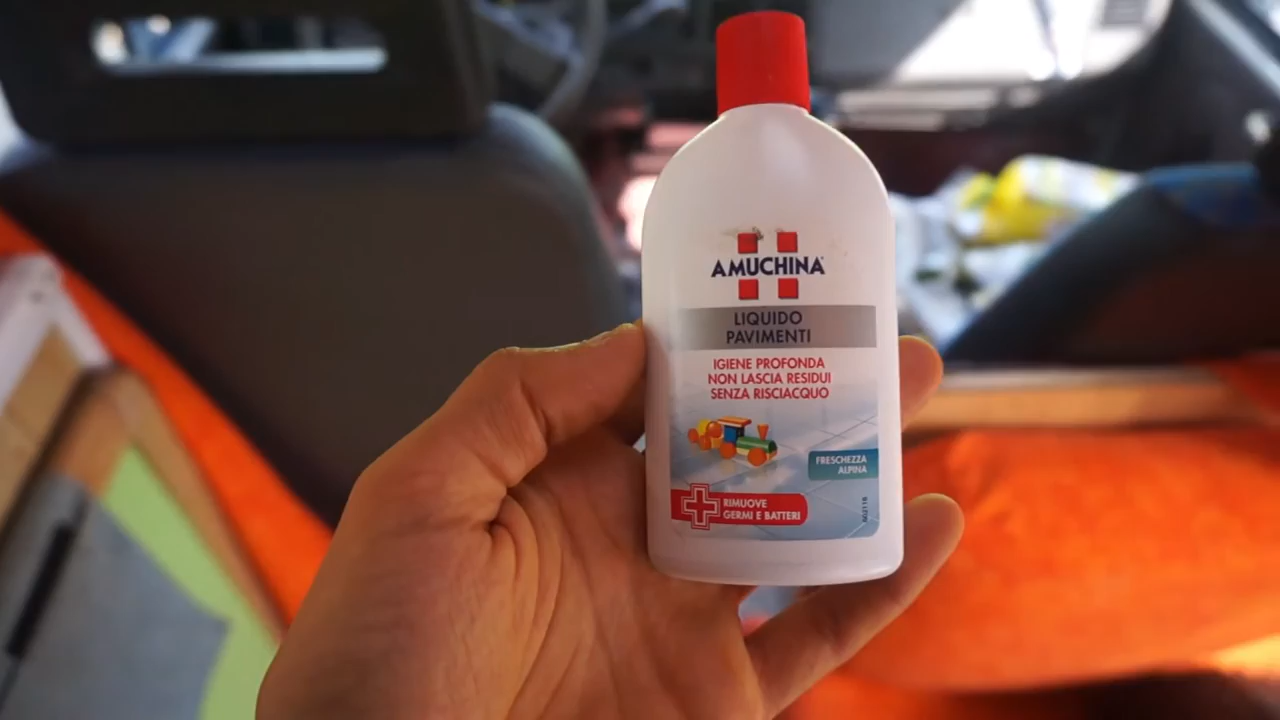 AMUCHINA
LIQUIDO
PAVIMENTI
IGIENE PROFONDA
NON LASCIA RESIDUI
SENZA RISCIACQUO
FRESCHEZZA
ALPINA
RIMUOVE
GERMI E BATTERI